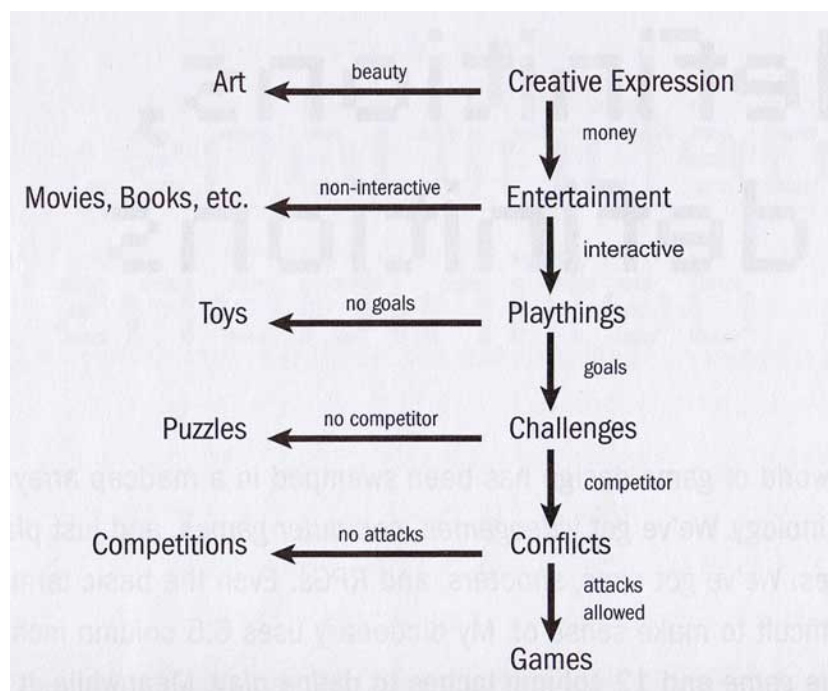 Art beauty Creative Expression
money
Movies, Books, etc. non-interactive Entertainment
interactive
Toys no goals Playthings
goals
Puzzles no competitor Challenges
competitor
Competitions no attacks Conflicts
attacks
allowed
Games